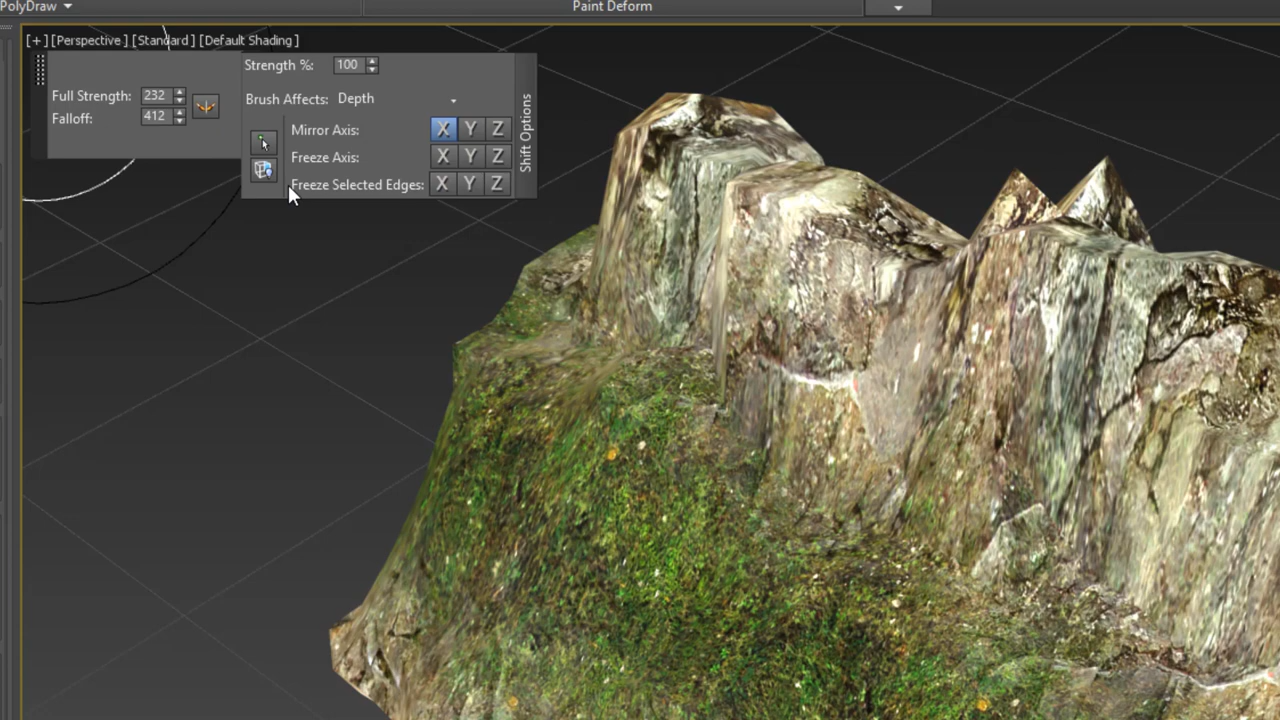 PolyDraw
Paint Deform
[+] [Perspective ] [Standard ] [Default Shading ]
Full Strength: 232
Falloff: 412
Strength %: 100
Brush Affects: Depth
Mirror Axis: X Y Z
Freeze Axis: X Y Z
Freeze Selected Edges: X Y Z
Shift Options